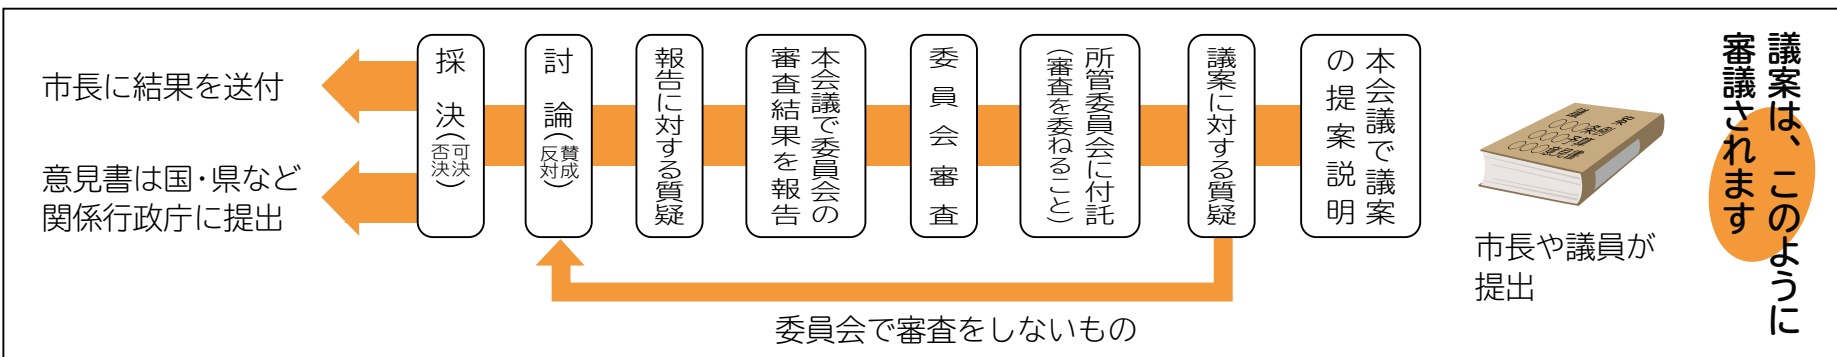 議案は、このように
審議されます
市長や議員が
提出
本会議で議案
の提案説明
議案に対する質疑
所管委員会に付託
(審査を委ねること)
委員会審査
本会議で委員会の
審査結果を報告
報告に対する質疑
討論(賛成
反対)
採決(可決
否決)
市長に結果を送付
意見書は国・県など
関係行政庁に提出
委員会で審査をしないもの